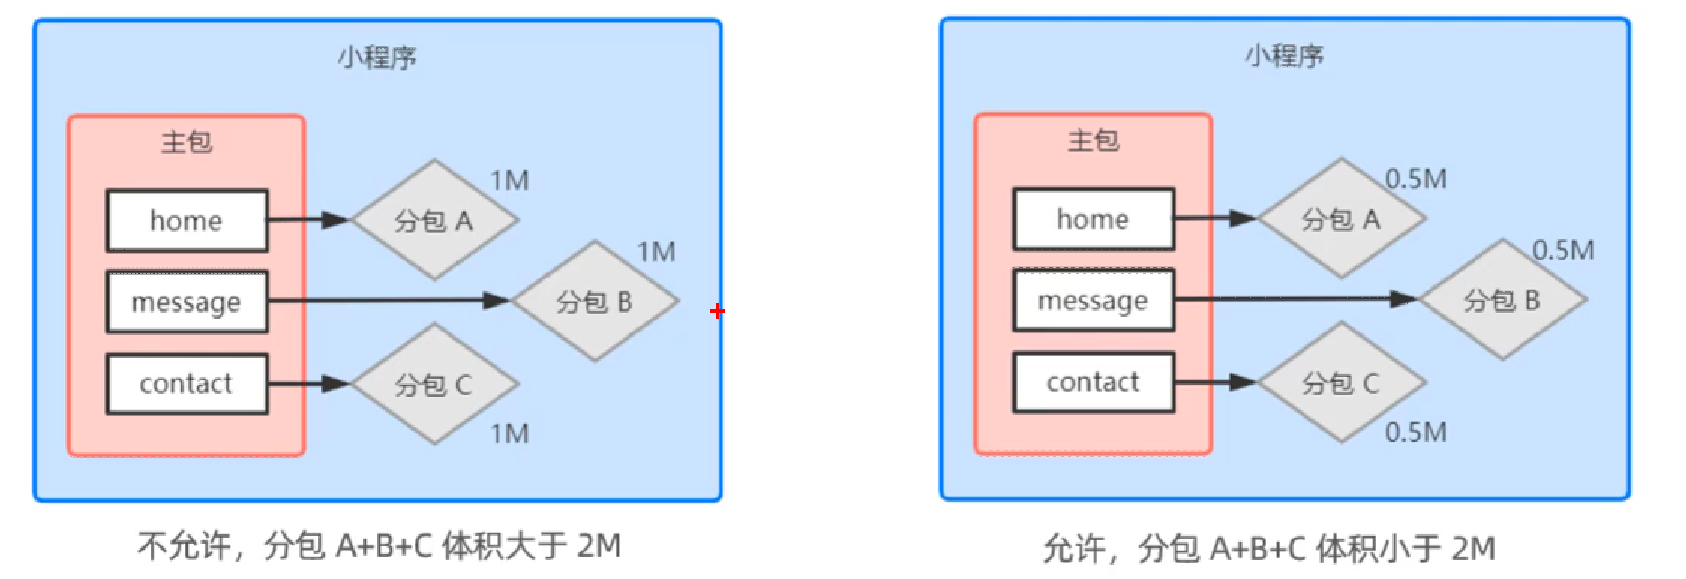 小程序
主包
home
分包 A
1M
message
分包 B
1M
contact
分包 C
1M
不允许，分包 A+B+C 体积大于 2M
小程序
主包
home
分包 A
0.5M
message
分包 B
0.5M
contact
分包 C
0.5M
允许，分包 A+B+C 体积小于 2M